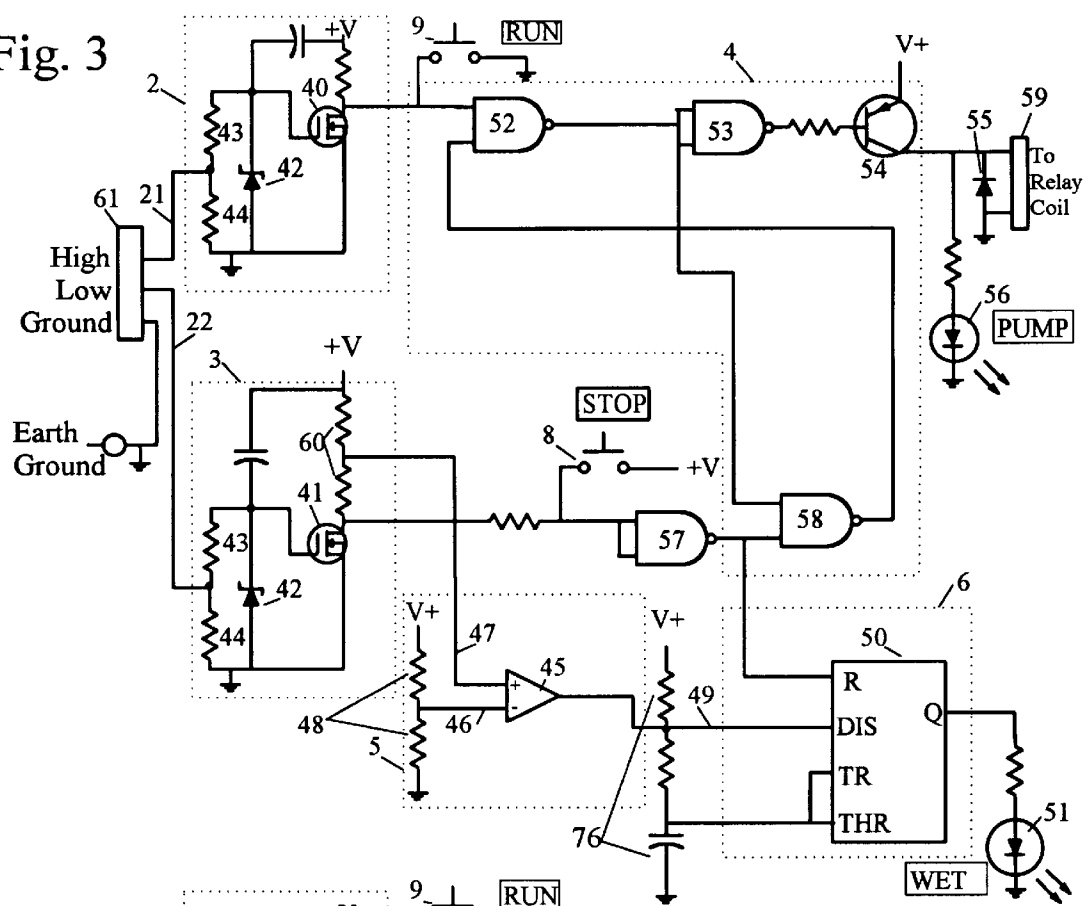 Fig. 3
2
+V
9
RUN
4
V+
40
43
42
44
52
53
54
55
59
To
Relay
Coil
61
21
High
Low
Ground
22
56
PUMP
3
+V
Earth
Ground
60
STOP
8
+V
41
43
42
44
57
58
6
V+
47
45
V+
50
48
46
49
R
Q
DIS
5
TR
THR
76
51
WET
9
RUN